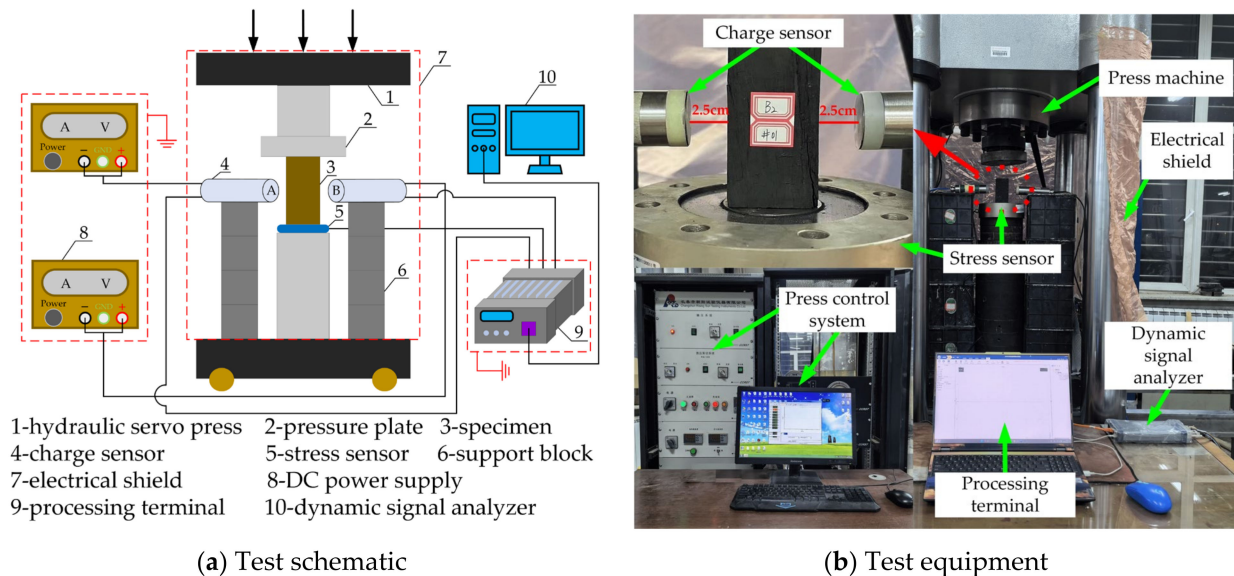 7
1
10
A V
Power
− GND +
2
4
3
A
B
8
5
A V
Power
− GND +
6
9
1-hydraulic servo press 2-pressure plate 3-specimen
4-charge sensor 5-stress sensor 6-support block
7-electrical shield 8-DC power supply
9-processing terminal 10-dynamic signal analyzer
(a) Test schematic
Charge sensor
2.5cm
2.5cm
B2
#01
Press machine
Electrical
shield
Stress sensor
Press control
system
Dynamic
signal
analyzer
Processing
terminal
(b) Test equipment